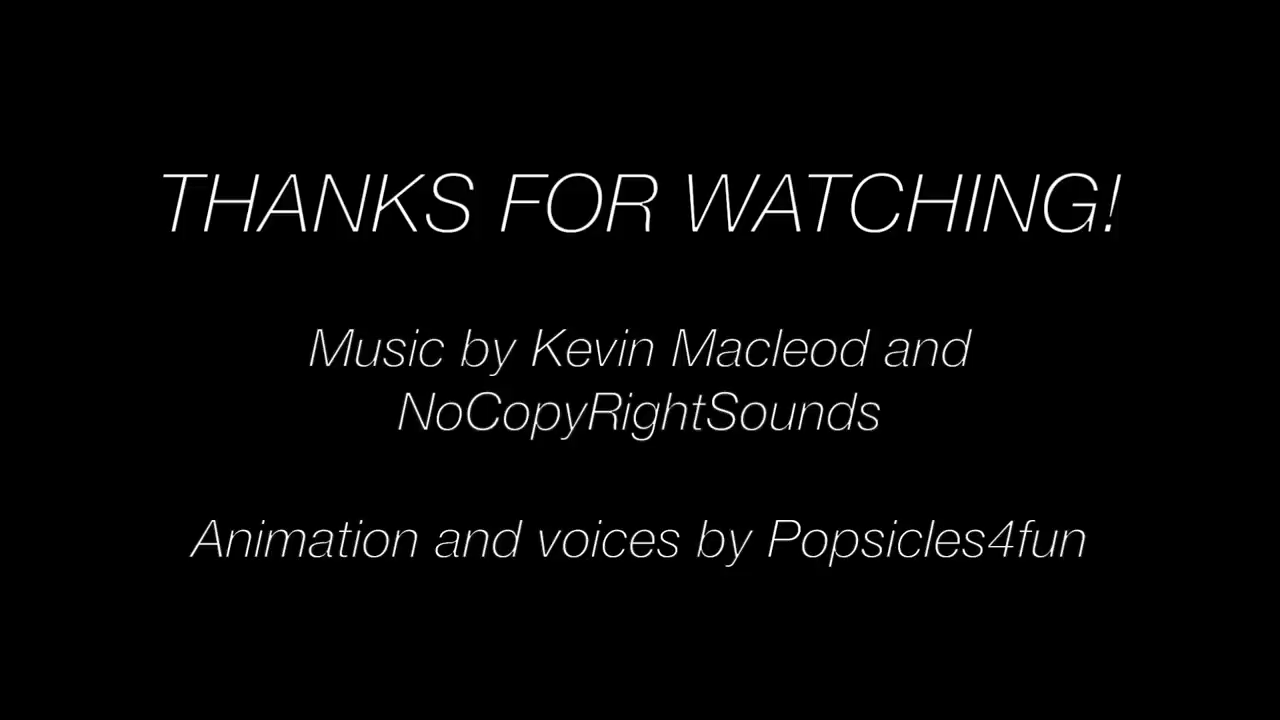 THANKS FOR WATCHING!
Music by Kevin Macleod and
NoCopyRightSounds
Animation and voices by Popsicles4fun